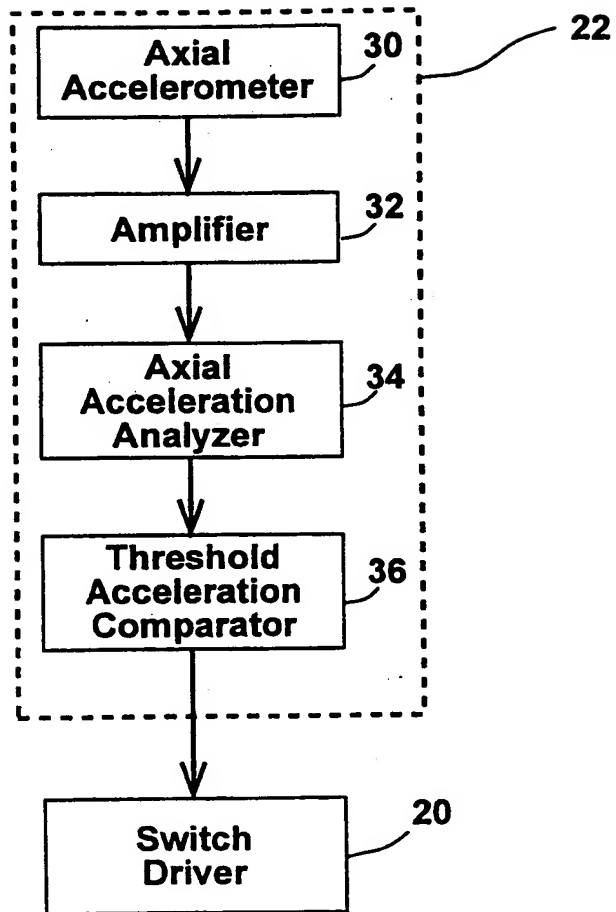 22
Axial
Accelerometer
30
Amplifier
32
Axial
Acceleration
Analyzer
34
Threshold
Acceleration
Comparator
36
Switch
Driver
20